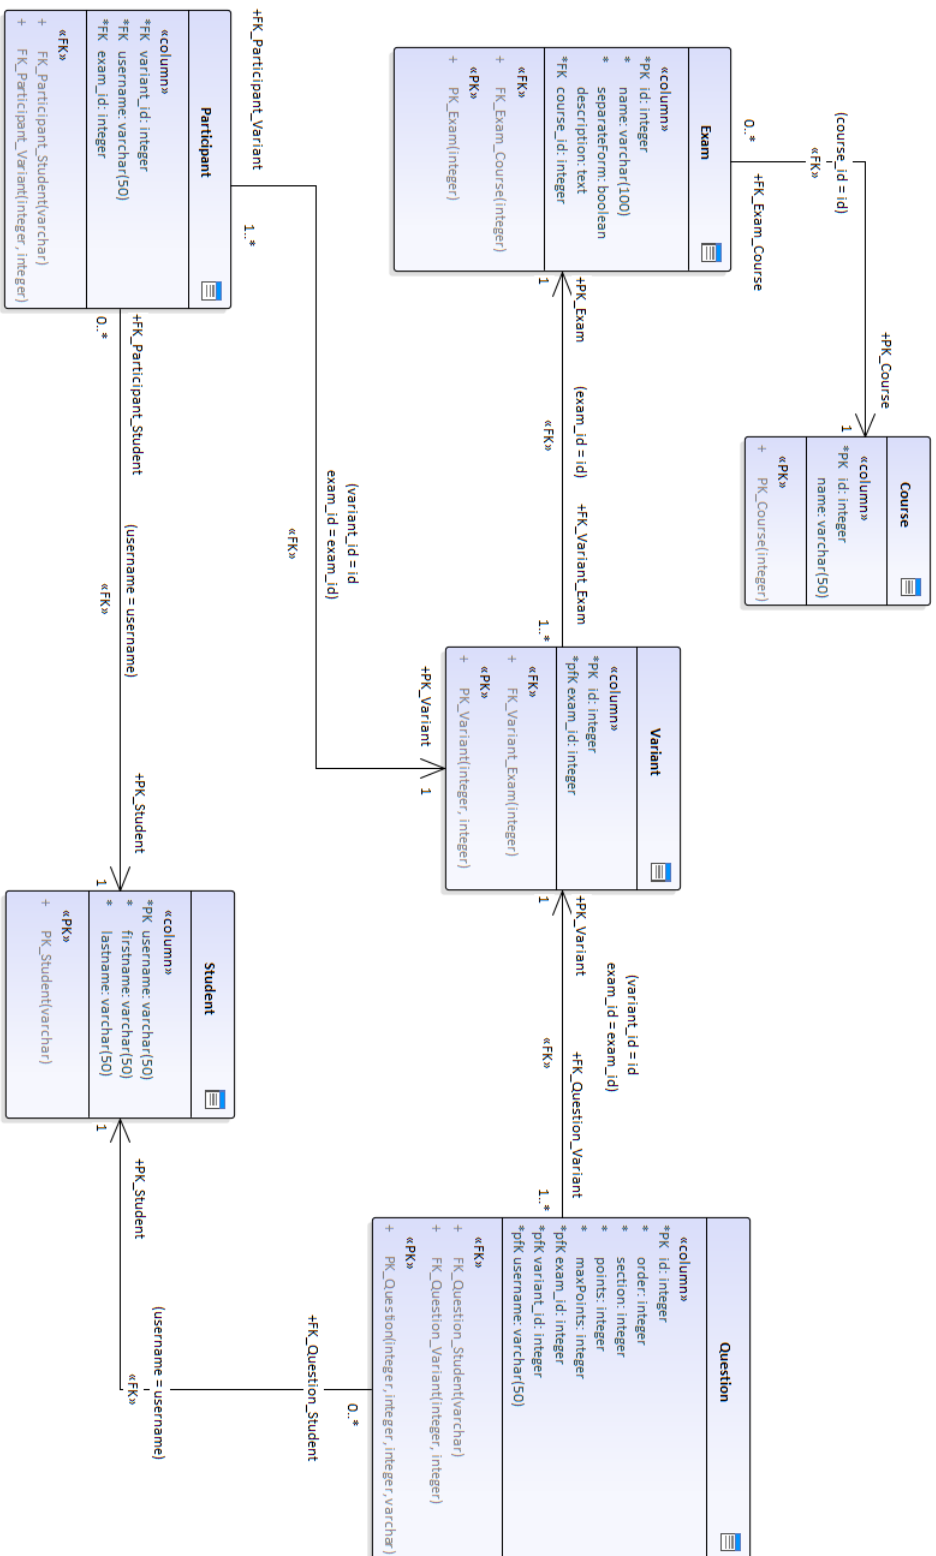 Exam
«column»
*PK id: integer
* name: varchar(100)
* separateForm: boolean
description: text
*FK course_id: integer
«FK»
+ FK_Exam_Course(integer)
«PK»
+ PK_Exam(integer)
0..*
+FK_Exam_Course
(course_id = id)
«FK»
+PK_Course
1
Course
«column»
*PK id: integer
name: varchar(50)
«PK»
+ PK_Course(integer)
+PK_Exam
1
(exam_id = id)
«FK»
+FK_Variant_Exam
1..*
Variant
«column»
*PK id: integer
*pfK exam_id: integer
«FK»
+ FK_Variant_Exam(integer)
«PK»
+ PK_Variant(integer, integer)
+PK_Variant
1
(variant_id = id
exam_id = exam_id)
«FK»
+FK_Question_Variant
1..*
Question
«column»
*PK id: integer
* order: integer
* section: integer
* points: integer
* maxPoints: integer
*pfK exam_id: integer
*pfK variant_id: integer
*pfK username: varchar(50)
«FK»
+ FK_Question_Student(varchar)
+ FK_Question_Variant(integer, integer)
«PK»
+ PK_Question(integer, integer, integer, varchar)
+FK_Participant_Variant
1..*
(variant_id = id
exam_id = exam_id)
«FK»
+PK_Variant
1
Participant
«column»
*FK variant_id: integer
*FK username: varchar(50)
*FK exam_id: integer
«FK»
+ FK_Participant_Student(varchar)
+ FK_Participant_Variant(integer, integer)
+FK_Participant_Student
0..*
(username = username)
«FK»
+PK_Student
1
Student
«column»
*PK username: varchar(50)
* firstname: varchar(50)
* lastname: varchar(50)
«PK»
+ PK_Student(varchar)
+PK_Student
1
(username = username)
«FK»
+FK_Question_Student
0..*